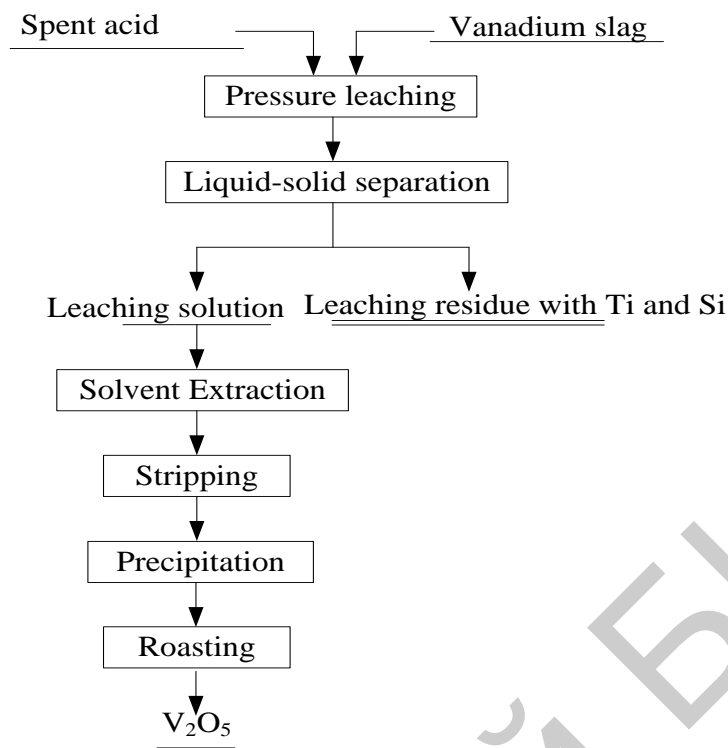 Spent acid
Vanadium slag
Pressure leaching
Liquid-solid separation
Leaching solution
Leaching residue with Ti and Si
Solvent Extraction
Stripping
Precipitation
Roasting
V₂O₅